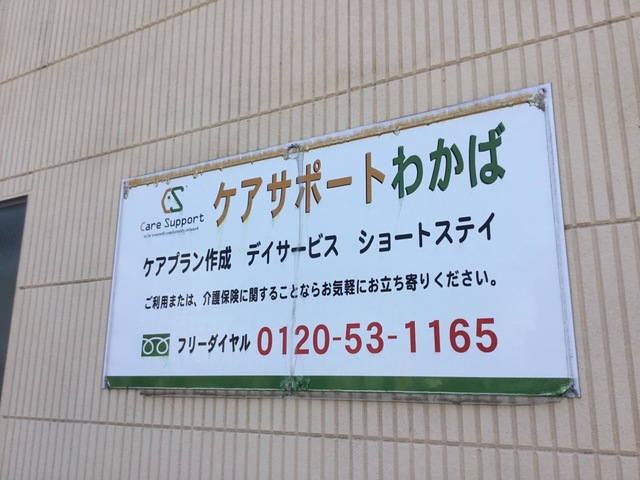 CS
Care Support
ケアサポートわかば
ケアプラン作成　デイサービス　ショートステイ
ご利用または、介護保険に関することならお気軽にお立ち寄りください。
フリーダイヤル 0120-53-1165